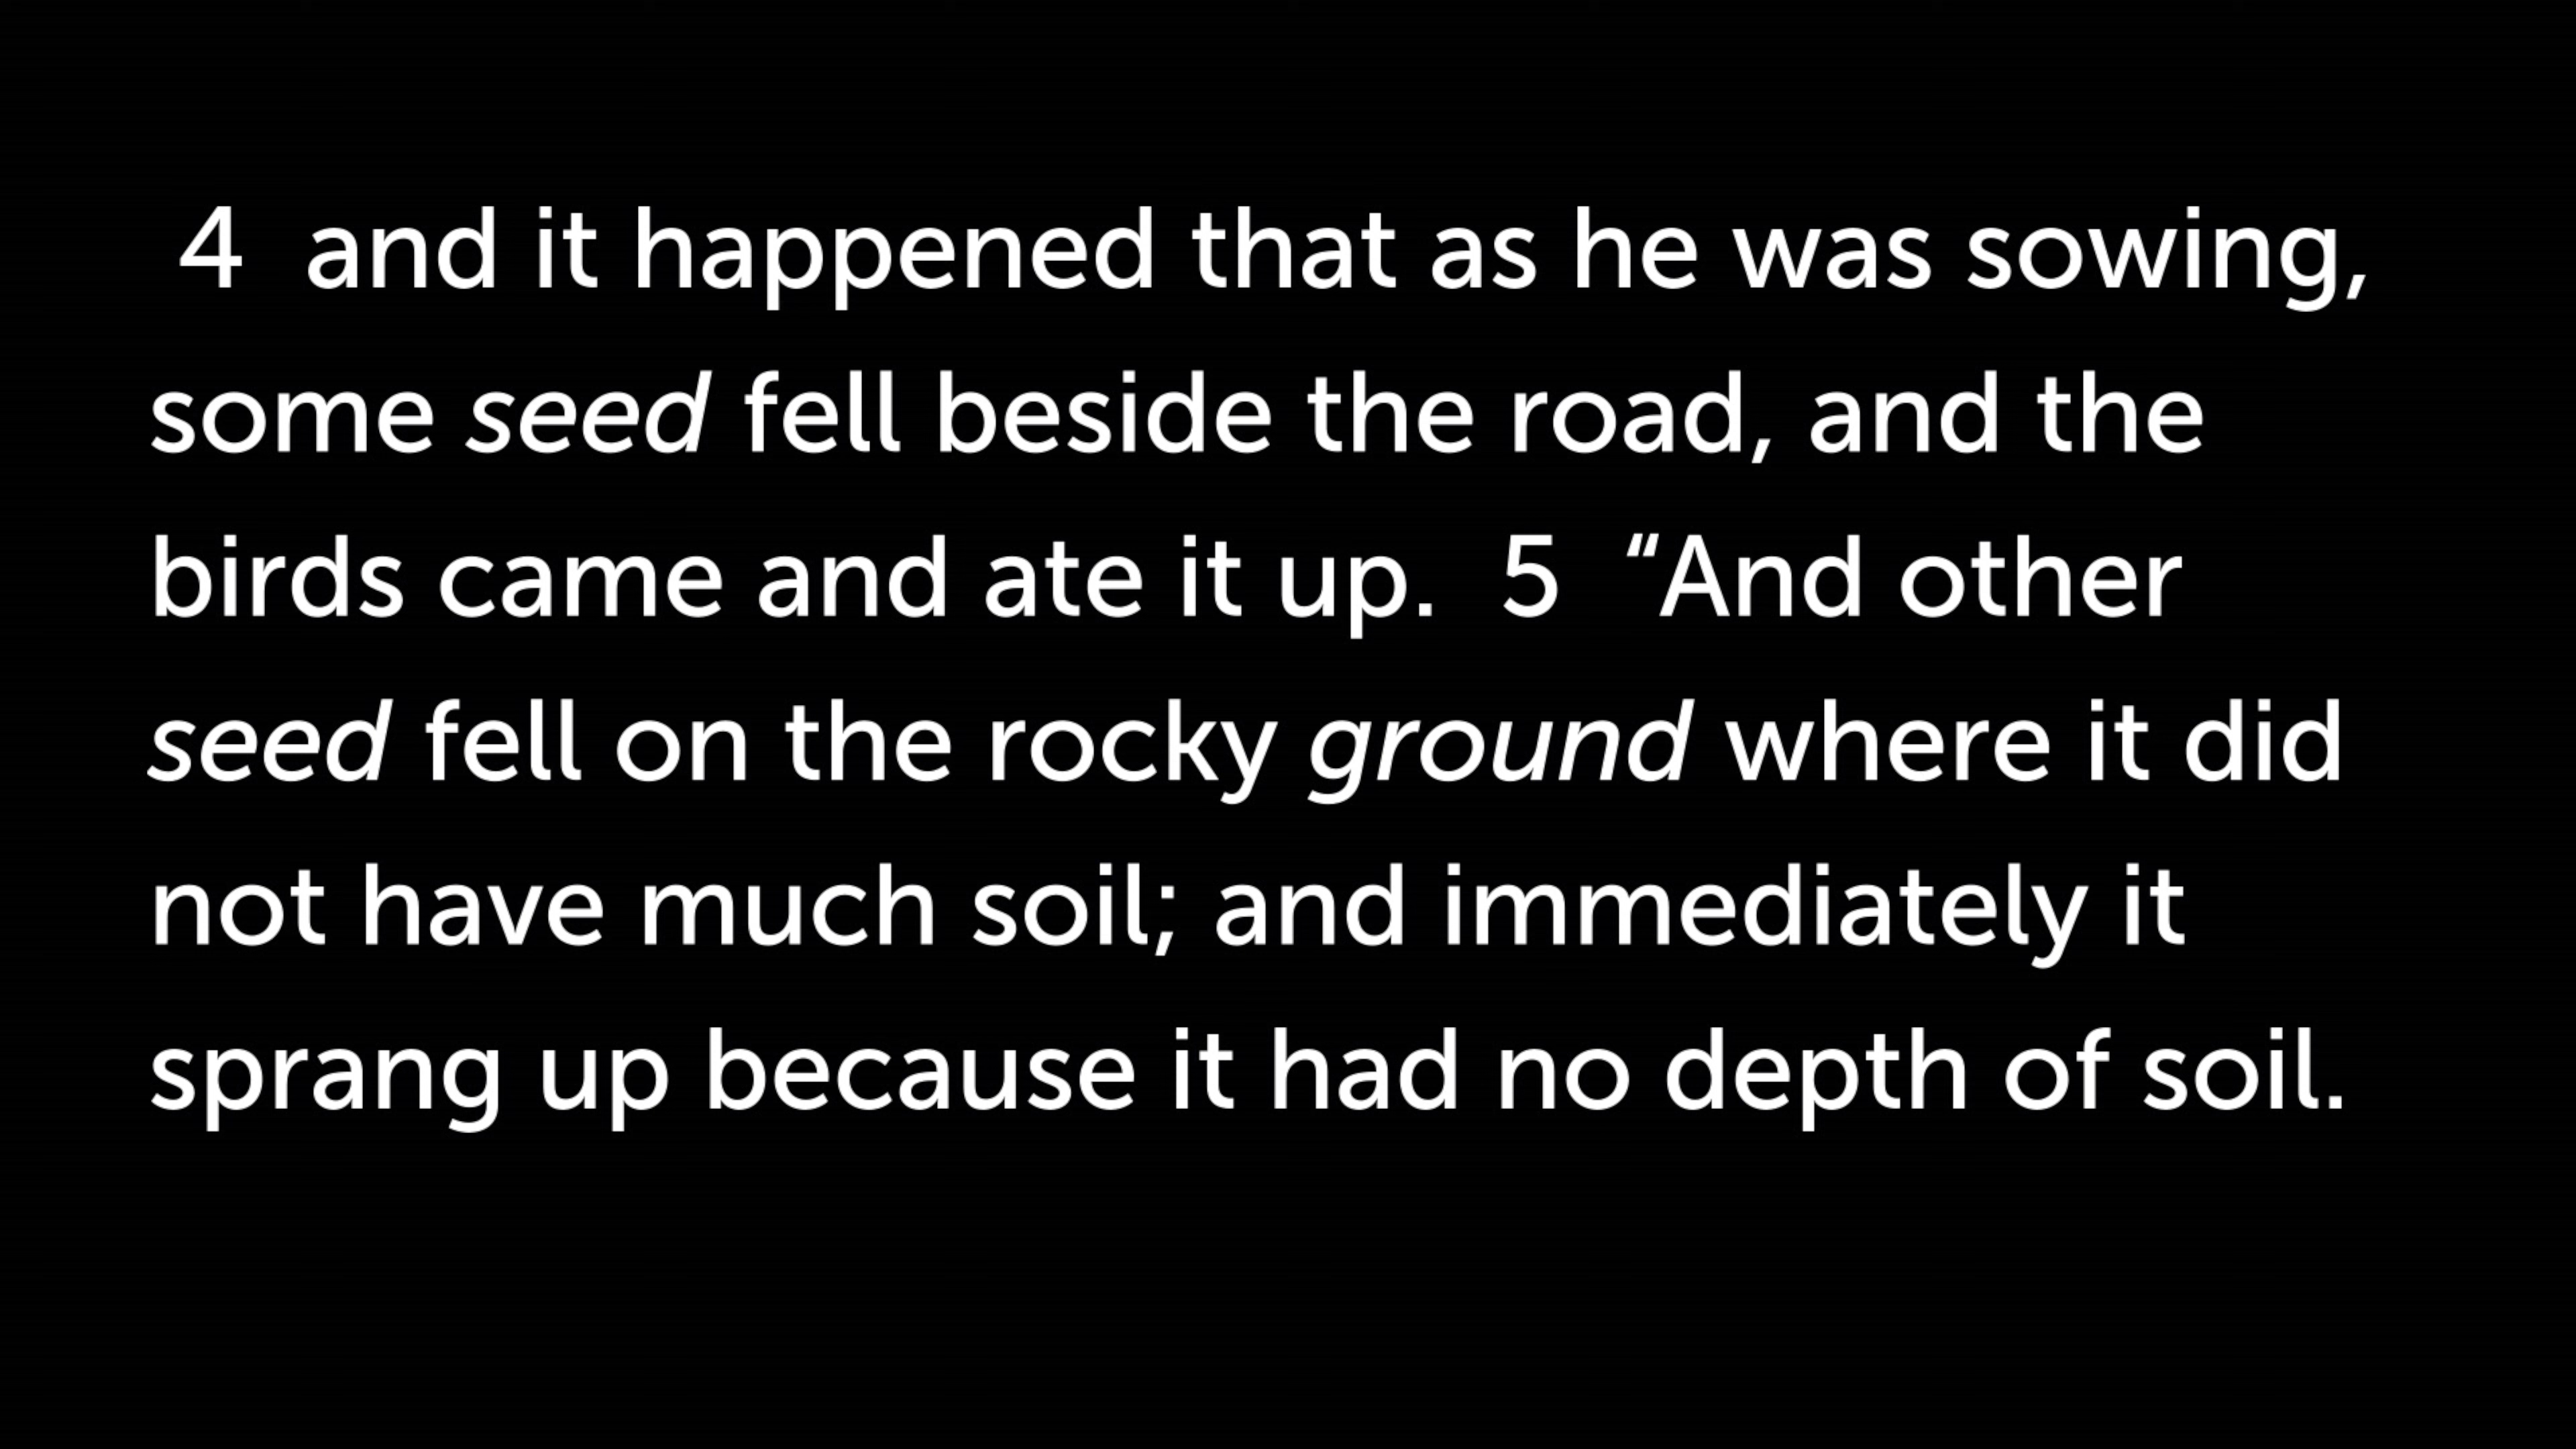 4 and it happened that as he was sowing,
some seed fell beside the road, and the
birds came and ate it up. 5 “And other
seed fell on the rocky ground where it did
not have much soil; and immediately it
sprang up because it had no depth of soil.